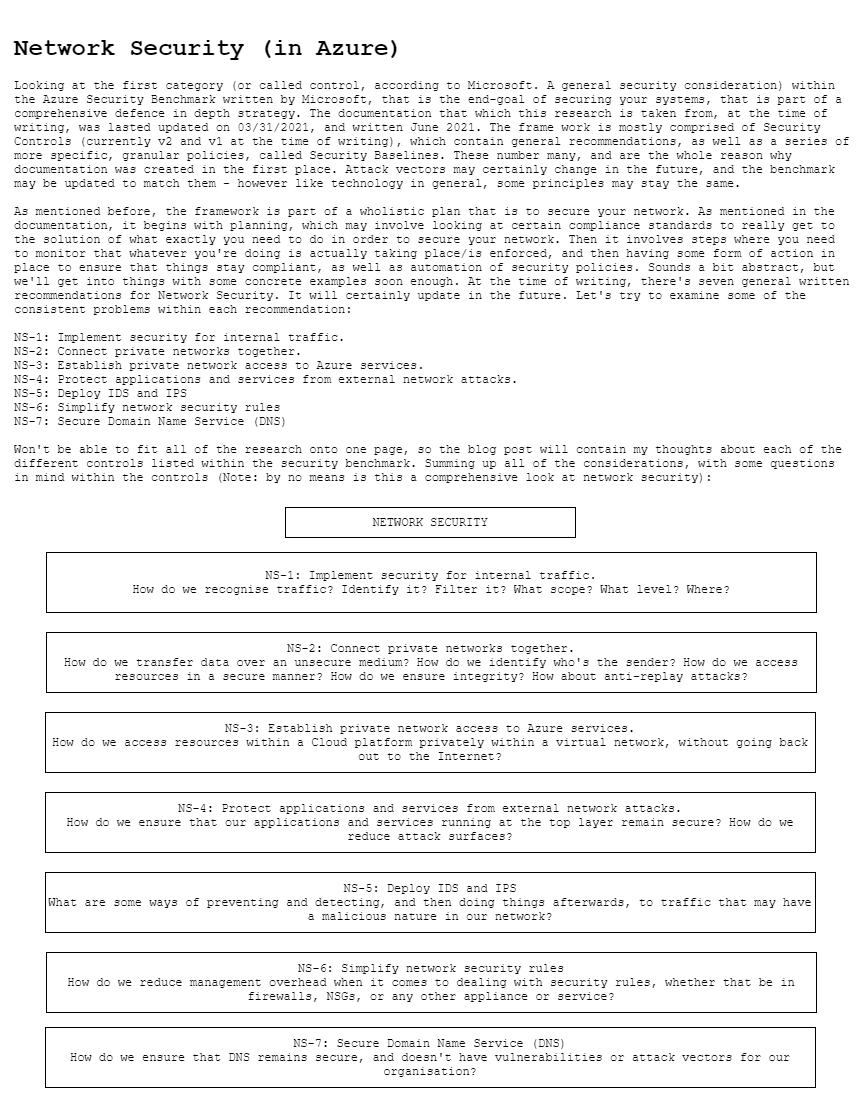 Network Security (in Azure)
Looking at the first category (or called control, according to Microsoft. A general security consideration) within
the Azure Security Benchmark written by Microsoft, that is the end-goal of securing your systems, that is part of a
comprehensive defence in depth strategy. The documentation that which this research is taken from, at the time of
writing, was lasted updated on 03/31/2021, and written June 2021. The frame work is mostly comprised of Security
Controls (currently v2 and v1 at the time of writing), which contain general recommendations, as well as a series of
more specific, granular policies, called Security Baselines. These number many, and are the whole reason why
documentation was created in the first place. Attack vectors may certainly change in the future, and the benchmark
may be updated to match them - however like technology in general, some principles may stay the same.
As mentioned before, the framework is part of a wholistic plan that is to secure your network. As mentioned in the
documentation, it begins with planning, which may involve looking at certain compliance standards to really get to
the solution of what exactly you need to do in order to secure your network. Then it involves steps where you need
to monitor that whatever you're doing is actually taking place/is enforced, and then having some form of action in
place to ensure that things stay compliant, as well as automation of security policies. Sounds a bit abstract, but
we'll get into things with some concrete examples soon enough. At the time of writing, there's seven general written
recommendations for Network Security. It will certainly update in the future. Let's try to examine some of the
consistent problems within each recommendation:
NS-1: Implement security for internal traffic.
NS-2: Connect private networks together.
NS-3: Establish private network access to Azure services.
NS-4: Protect applications and services from external network attacks.
NS-5: Deploy IDS and IPS
NS-6: Simplify network security rules
NS-7: Secure Domain Name Service (DNS)
Won't be able to fit all of the research onto one page, so the blog post will contain my thoughts about each of the
different controls listed within the security benchmark. Summing up all of the considerations, with some questions
in mind within the controls (Note: by no means is this a comprehensive look at network security):
NETWORK SECURITY
NS-1: Implement security for internal traffic.
How do we recognise traffic? Identify it? Filter it? What scope? What level? Where?
NS-2: Connect private networks together.
How do we transfer data over an unsecure medium? How do we identify who's the sender? How do we access
resources in a secure manner? How do we ensure integrity? How about anti-replay attacks?
NS-3: Establish private network access to Azure services.
How do we access resources within a Cloud platform privately within a virtual network, without going back
out to the Internet?
NS-4: Protect applications and services from external network attacks.
How do we ensure that our applications and services running at the top layer remain secure? How do we
reduce attack surfaces?
NS-5: Deploy IDS and IPS
What are some ways of preventing and detecting, and then doing things afterwards, to traffic that may have
a malicious nature in our network?
NS-6: Simplify network security rules
How do we reduce management overhead when it comes to dealing with security rules, whether that be in
firewalls, NSGs, or any other appliance or service?
NS-7: Secure Domain Name Service (DNS)
How do we ensure that DNS remains secure, and doesn't have vulnerabilities or attack vectors for our
organisation?